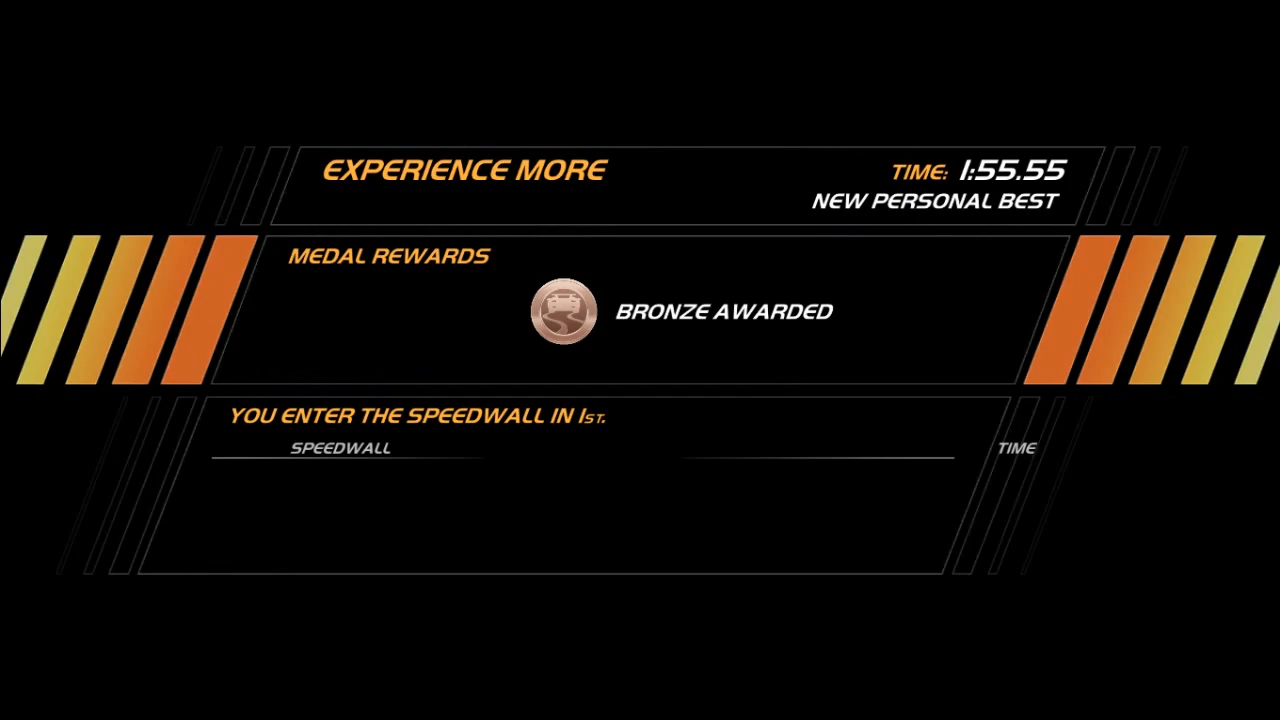 EXPERIENCE MORE
TIME: 1:55.55
NEW PERSONAL BEST
MEDAL REWARDS
BRONZE AWARDED
YOU ENTER THE SPEEDWALL IN 1ST.
SPEEDWALL TIME